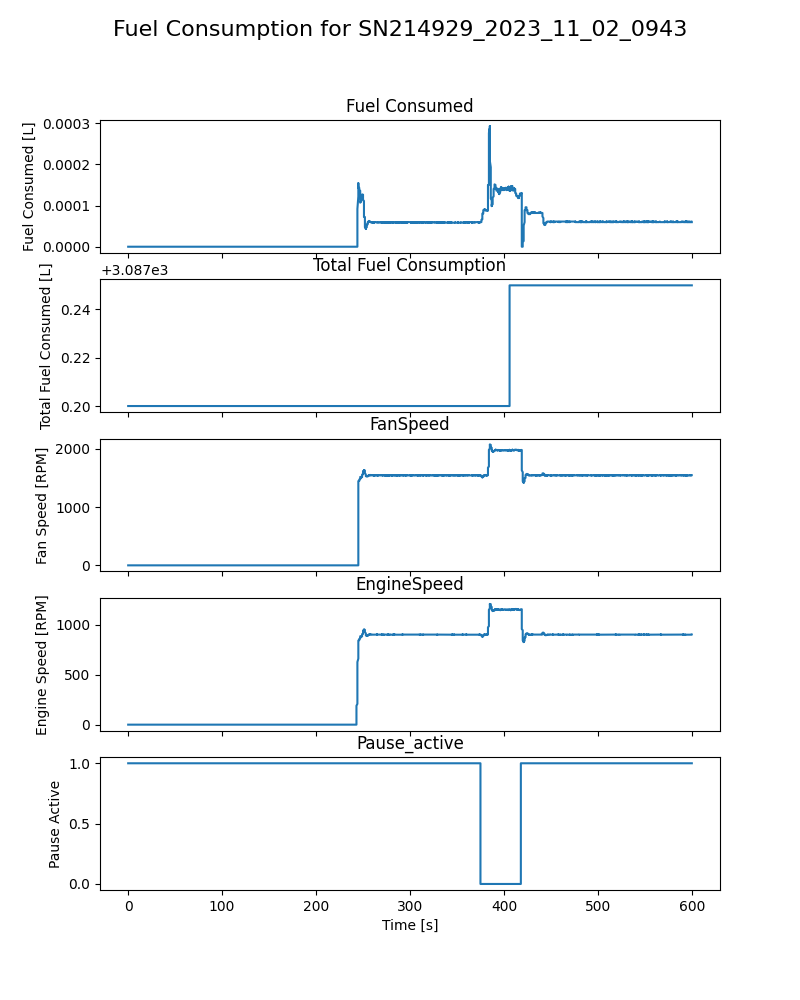 Fuel Consumption for SN214929_2023_11_02_0943
Fuel Consumed
Fuel Consumed [L]
0.0003
0.0002
0.0001
0.0000
Total Fuel Consumption
+3.087e3
Total Fuel Consumed [L]
0.24
0.22
0.20
FanSpeed
Fan Speed [RPM]
2000
1000
0
EngineSpeed
Engine Speed [RPM]
1000
500
0
Pause_active
Pause Active
1.0
0.5
0.0
0 100 200 300 400 500 600
Time [s]